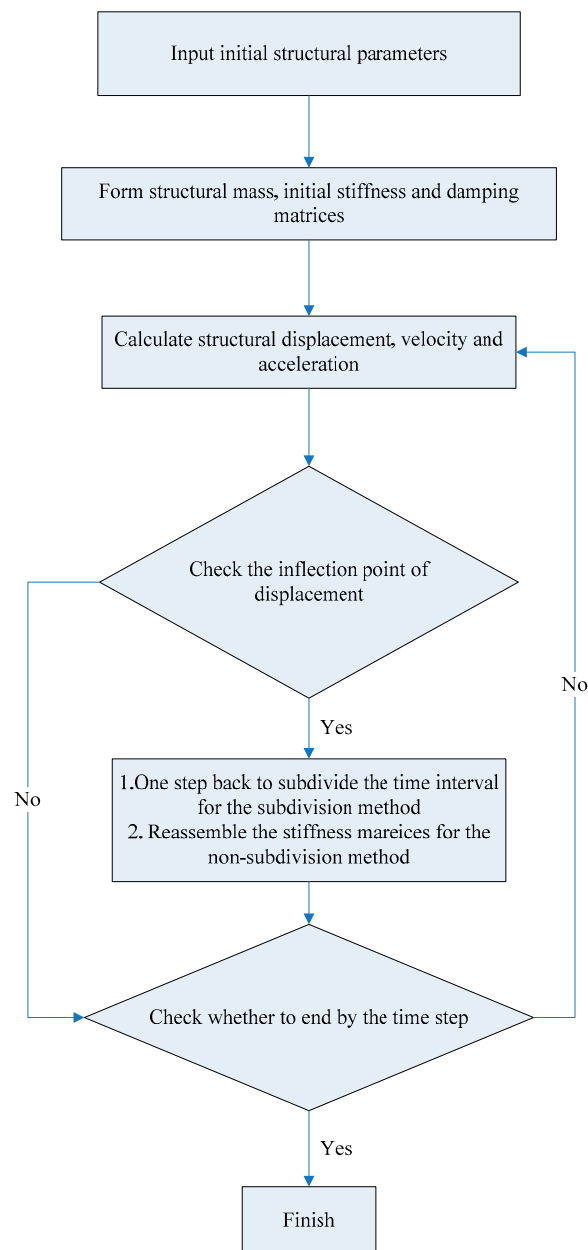 Input initial structural parameters
Form structural mass, initial stiffness and damping
matrices
Calculate structural displacement, velocity and
acceleration
Check the inflection point of
displacement
No
Yes
No
1.One step back to subdivide the time interval
for the subdivision method
2. Reassemble the stiffness mareices for the
non-subdivision method
Check whether to end by the time step
Yes
Finish